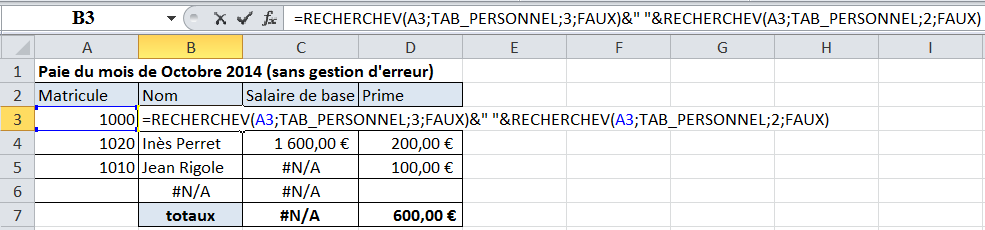 B3 fx =RECHERCHEV(A3;TAB_PERSONNEL;3;FAUX)&" "&RECHERCHEV(A3;TAB_PERSONNEL;2;FAUX)
A B C D E F G H I
1 Paie du mois de Octobre 2014 (sans gestion d'erreur)
2 Matricule Nom Salaire de base Prime
3 1000 =RECHERCHEV(A3;TAB_PERSONNEL;3;FAUX)&" "&RECHERCHEV(A3;TAB_PERSONNEL;2;FAUX)
4 1020 Inès Perret 1 600,00 € 200,00 €
5 1010 Jean Rigole #N/A 100,00 €
6 #N/A #N/A
7 totaux #N/A 600,00 €